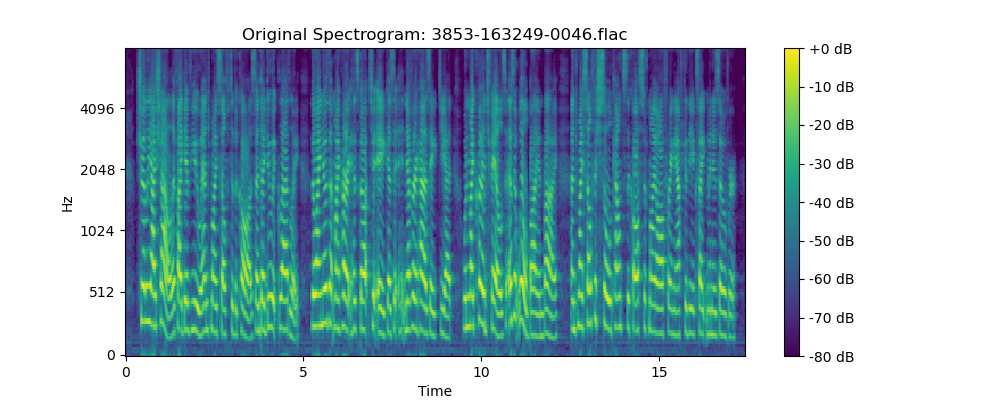 Original Spectrogram: 3853-163249-0046.flac
Hz
4096
2048
1024
512
0
0 5 10 15
Time
+0 dB
-10 dB
-20 dB
-30 dB
-40 dB
-50 dB
-60 dB
-70 dB
-80 dB